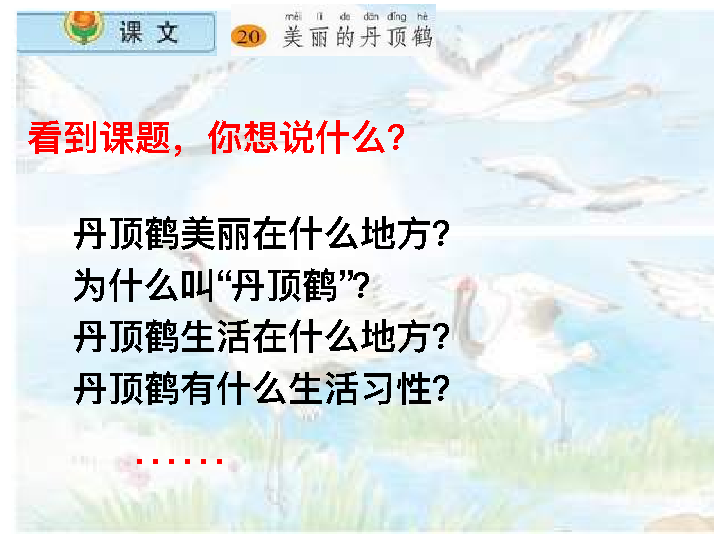 课文
20
měi lì de dān dǐng hè
美丽的丹顶鹤
看到课题，你想说什么？
丹顶鹤美丽在什么地方？
为什么叫“丹顶鹤”？
丹顶鹤生活在什么地方？
丹顶鹤有什么生活习性？
······